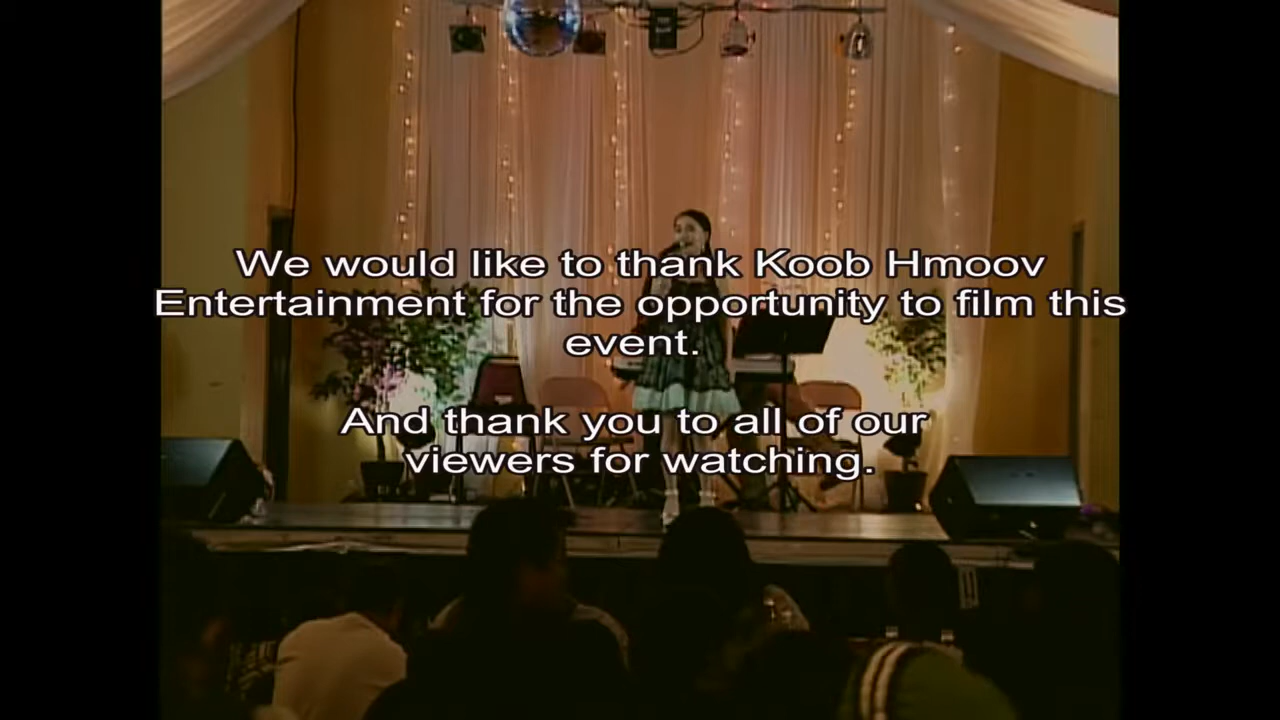 We would like to thank Koob Hmoov
Entertainment for the opportunity to film this
event.
And thank you to all of our
viewers for watching.